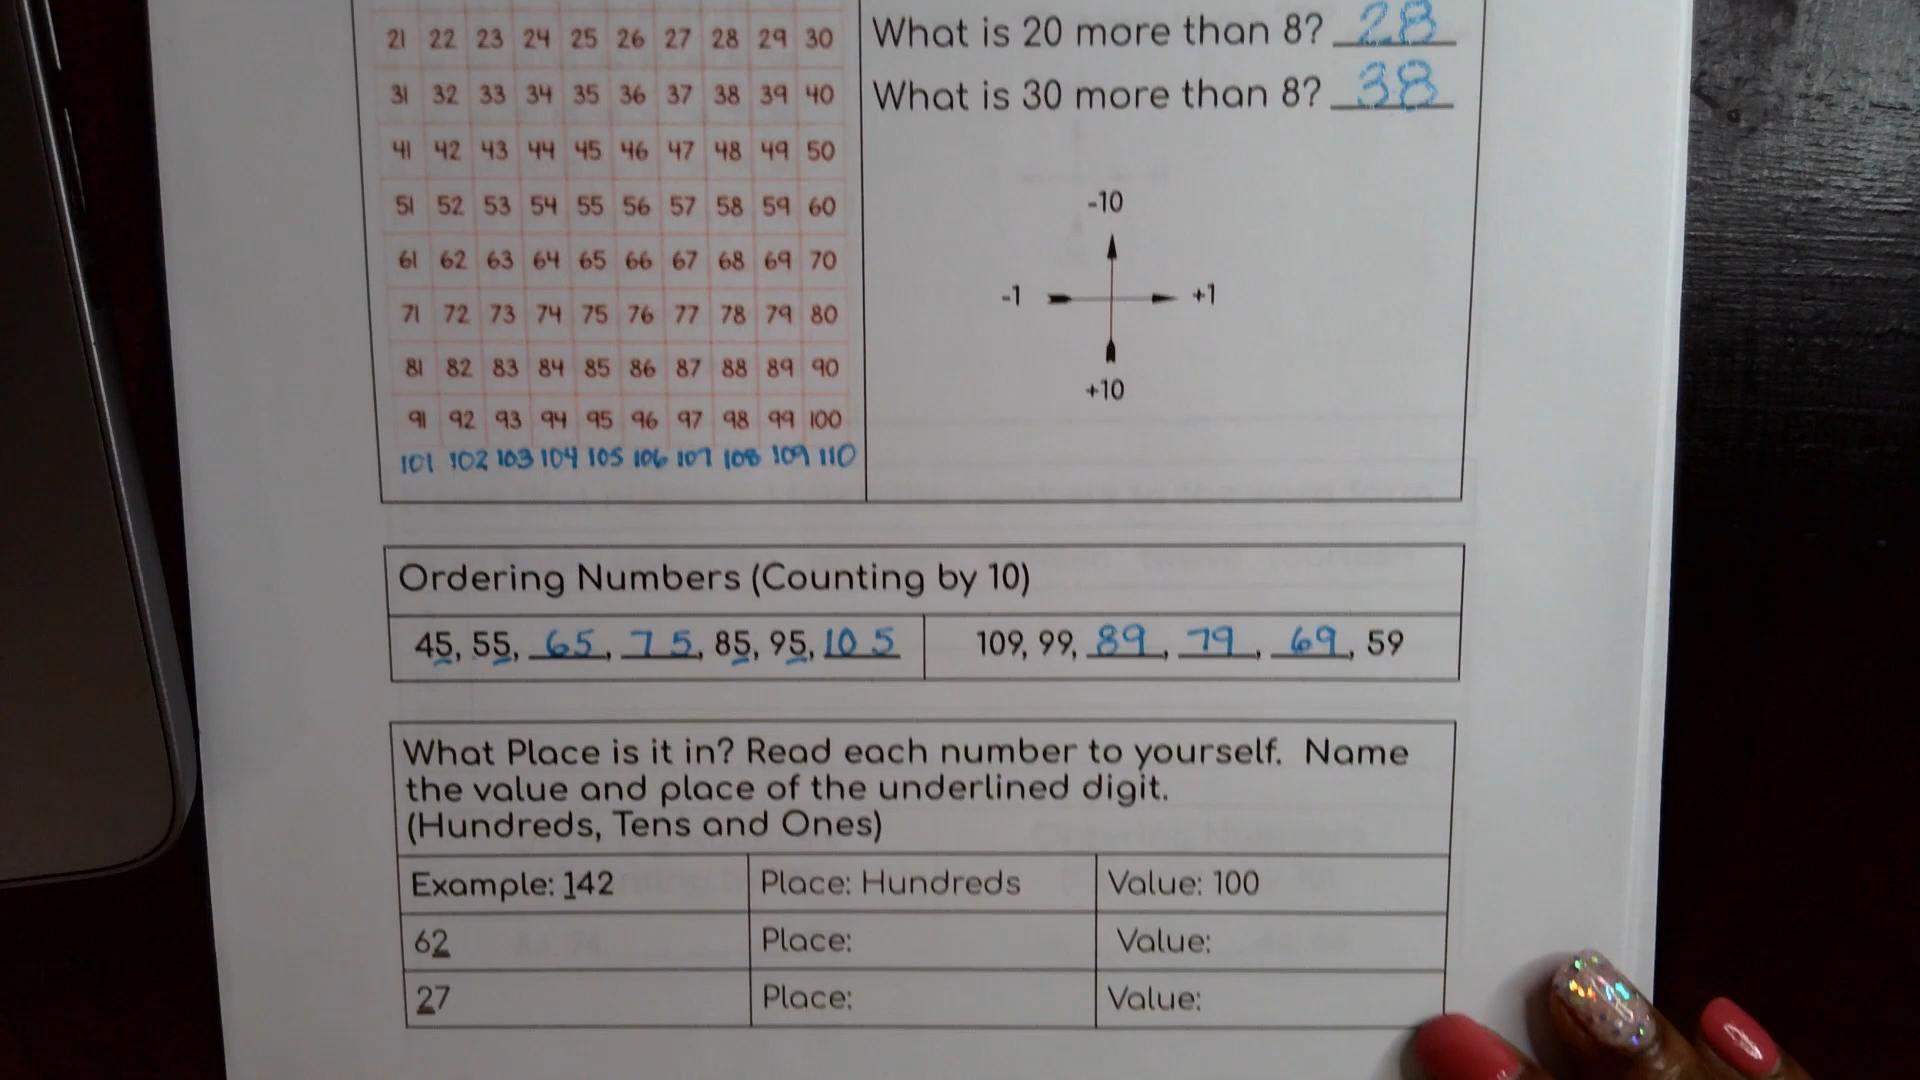 21 22 23 24 25 26 27 28 29 30
31 32 33 34 35 36 37 38 39 40
41 42 43 44 45 46 47 48 49 50
51 52 53 54 55 56 57 58 59 60
61 62 63 64 65 66 67 68 69 70
71 72 73 74 75 76 77 78 79 80
81 82 83 84 85 86 87 88 89 90
91 92 93 94 95 96 97 98 99 100
101 102 103 104 105 106 107 108 109 110
What is 20 more than 8? 28
What is 30 more than 8? 38
-10
-1 +1
+10
Ordering Numbers (Counting by 10)
45, 55, 65, 75, 85, 95, 105
109, 99, 89, 79, 69, 59
What Place is it in? Read each number to yourself. Name
the value and place of the underlined digit.
(Hundreds, Tens and Ones)
Example: 142 Place: Hundreds Value: 100
62 Place: Value:
27 Place: Value: